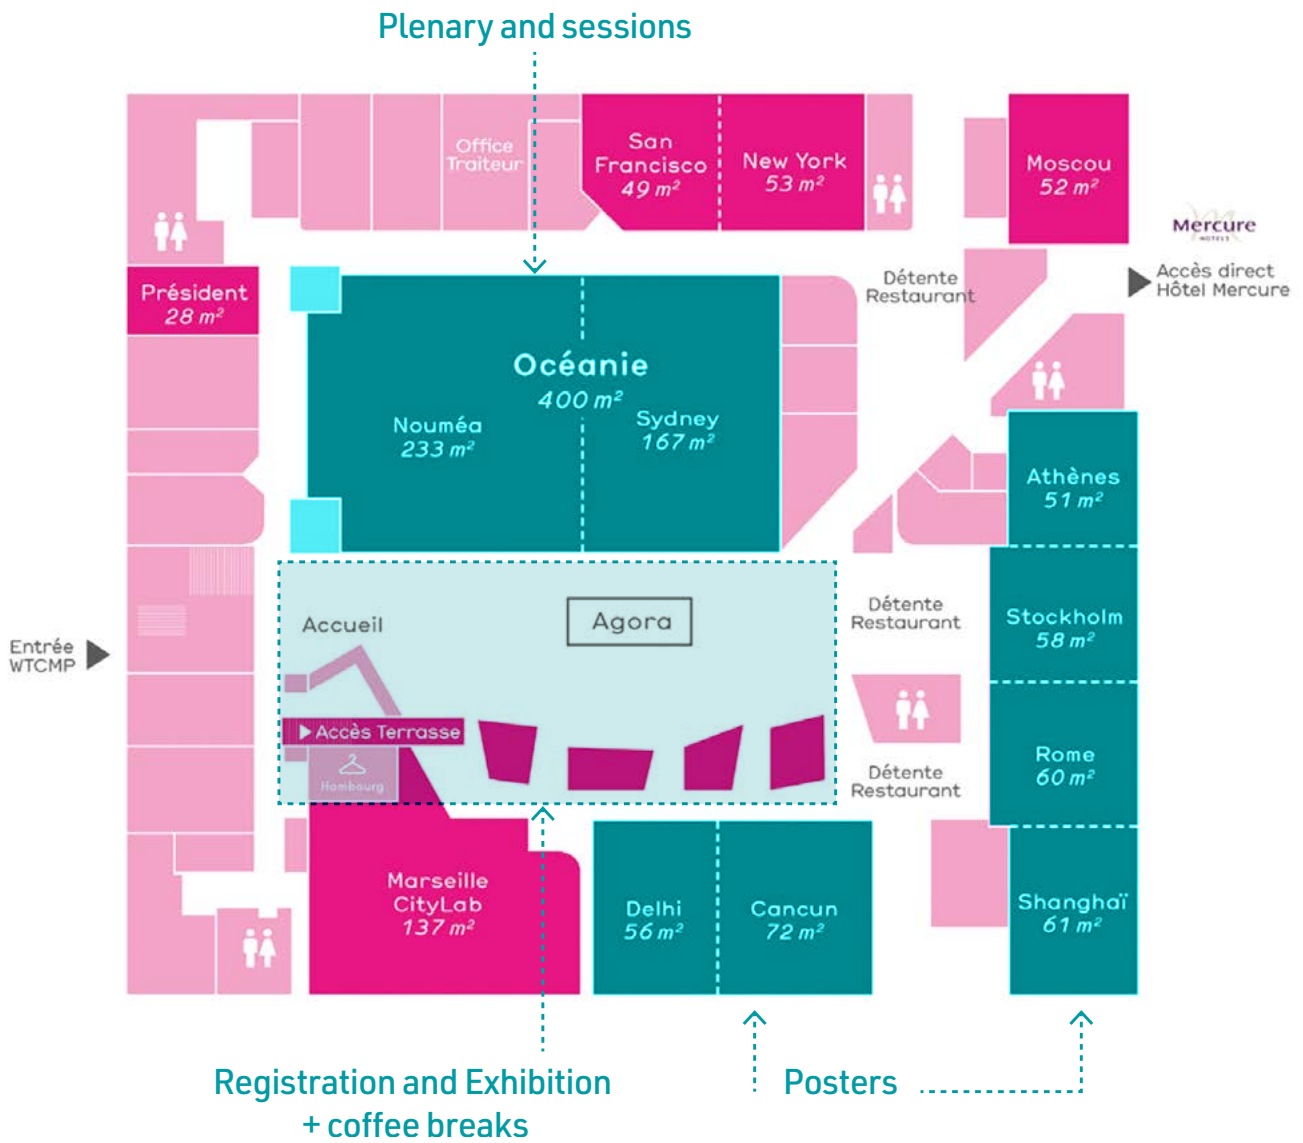 Plenary and sessions
Office
Traiteur
San
Francisco
49 m²
New York
53 m²
Moscou
52 m²
Mercure
HOTELS
Accès direct
Hôtel Mercure
Président
28 m²
Détente
Restaurant
Océanie
400 m²
Nouméa
233 m²
Sydney
167 m²
Athènes
51 m²
Entrée
WTCMP
Accueil
Agora
Détente
Restaurant
Stockholm
58 m²
Accès Terrasse
Hambourg
Détente
Restaurant
Rome
60 m²
Marseille
CityLab
137 m²
Delhi
56 m²
Cancun
72 m²
Shanghaï
61 m²
Registration and Exhibition
+ coffee breaks
Posters